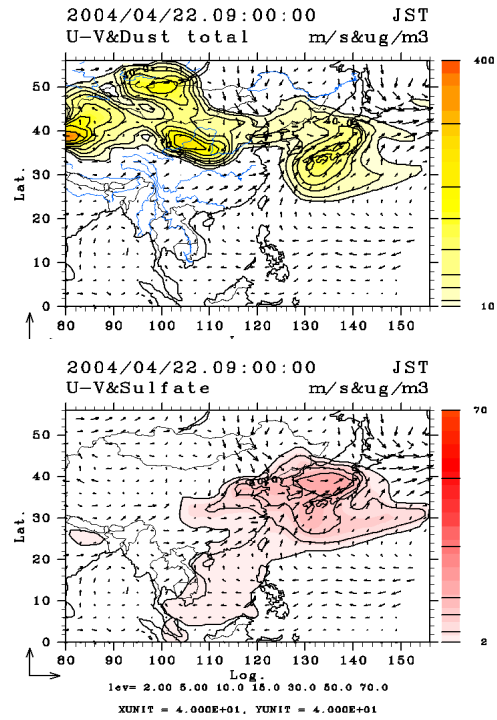 2004/04/22.09:00:00 JST
U-V&Dust total m/s&ug/m3
400
50
40
30
20
10
0
10
80 90 100 110 120 130 140 150
Lat.
2004/04/22.09:00:00 JST
U-V&Sulfate m/s&ug/m3
70
50
40
30
20
10
0
2
80 90 100 110 120 130 140 150
Lat.
Log.
lev= 2.00 5.00 10.0 15.0 30.0 50.0 70.0
XUNIT = 4.000E+01, YUNIT = 4.000E+01